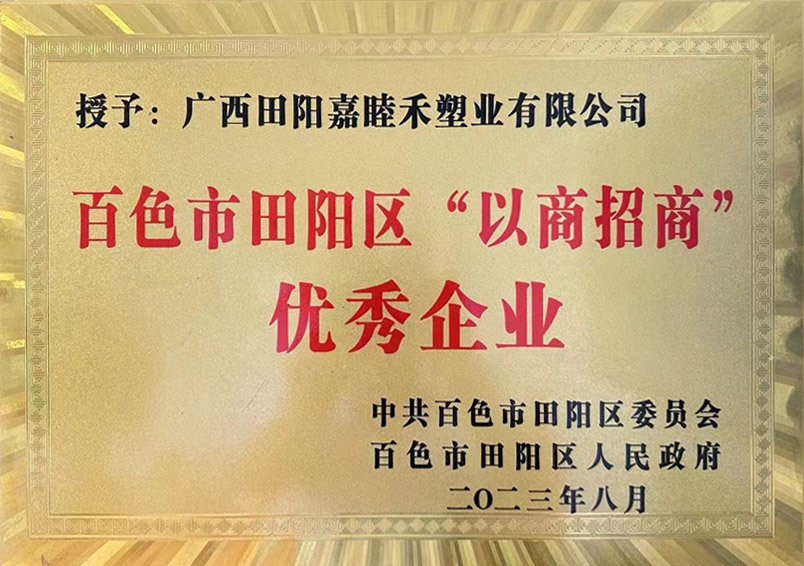 授予：广西田阳嘉睦禾塑业有限公司
百色市田阳区“以商招商”
优秀企业
中共百色市田阳区委员会
百色市田阳区人民政府
二〇二三年八月